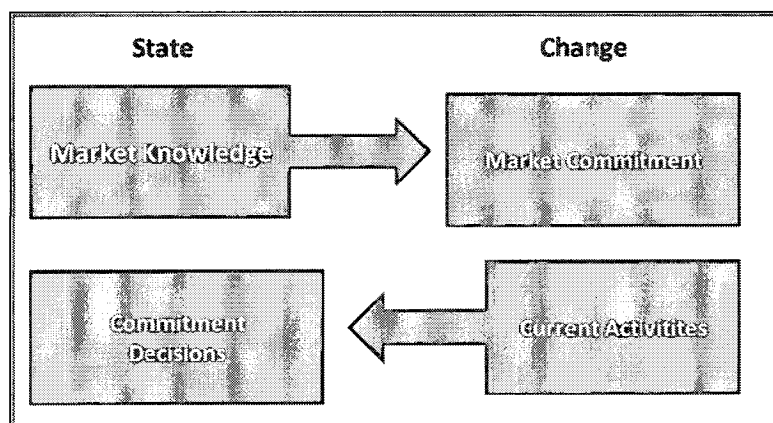 State
Change
Market Knowledge
Market Commitment
Commitment
Decisions
Current Activitites